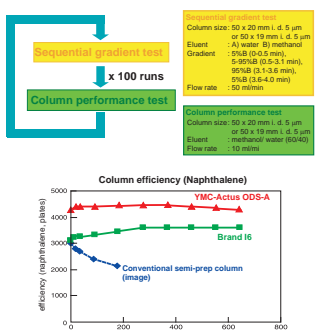 Sequential gradient test
x 100 runs
Column performance test
Sequential gradient test
Column size: 50 x 20 mm i. d. 5 µm
or 50 x 19 mm i.d. 5 µm
Eluent : A) water B) methanol
Gradient : 5%B (0-0.5 min),
5-95%B (0.5-3.1 min),
95%B (3.1-3.6 min),
5%B (3.6-4.0 min)
Flow rate : 50 ml/min
Column performance test
Column size: 50 x 20 mm i. d. 5 µm
or 50 x 19 mm i.d. 5 µm
Eluent : methanol/ water (60/40)
Flow rate : 10 ml/mi
Column efficiency (Naphthalene)
efficiency (naphthalene, plates)
5000
4000
3000
2000
1000
0
YMC-Actus ODS-A
Brand I6
Conventional semi-prep column
(image)
0 200 400 600 800